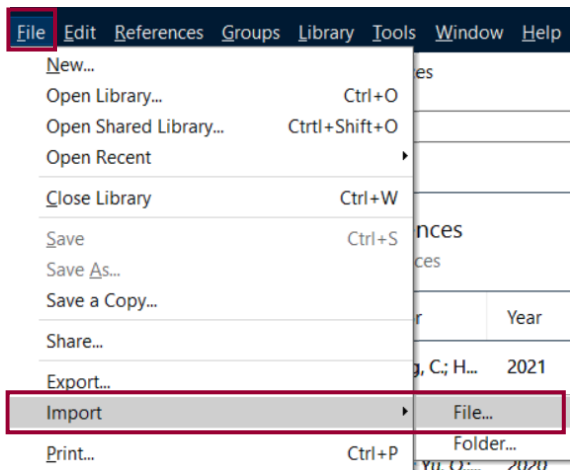 File Edit References Groups Library Tools Window Help
New...
es
Open Library... Ctrl+O
Open Shared Library... Ctrtl+Shift+O
Open Recent
Close Library Ctrl+W
nces
Save Ctrl+S
ces
Save As...
Save a Copy...
r Year
Share...
g, C.; H... 2021
Export...
Import File...
Folder...
Print... Ctrl+P
Yu, O.;... 2020